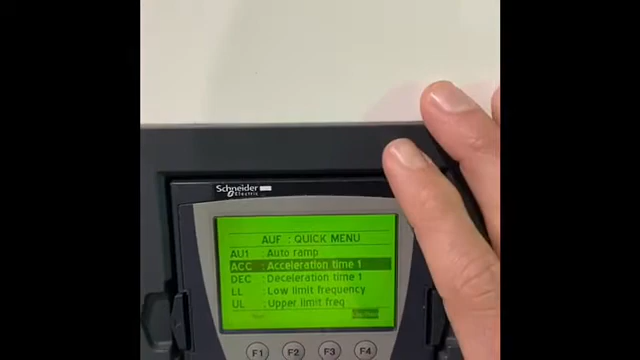 Schneider
Electric
AUF : QUICK MENU
AU1 : Auto ramp
ACC : Acceleration time 1
DEC : Deceleration time 1
LL : Low limit frequency
UL : Upper limit freq
F1 F2 F3 F4